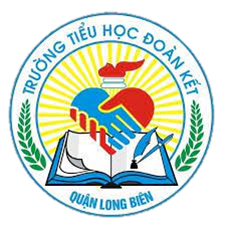 TRƯỜNG TIỂU HỌC ĐOÀN KẾT
QUẬN LONG BIÊN